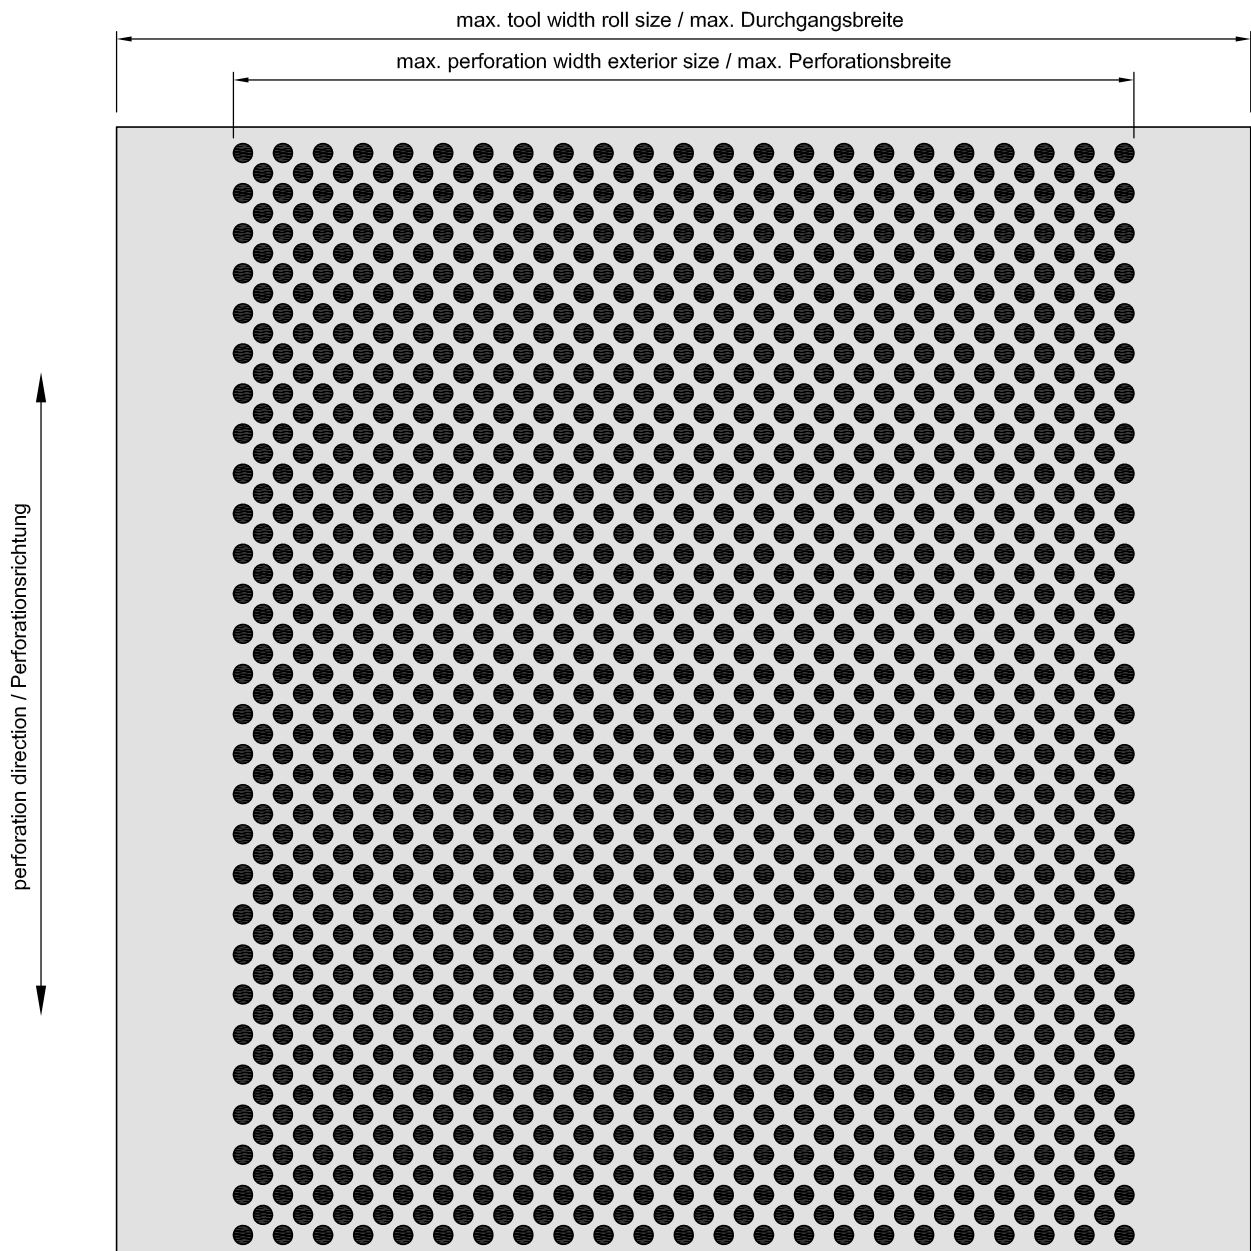 max. tool width roll size / max. Durchgangsbreite
max. perforation width exterior size / max. Perforationsbreite
perforation direction / Perforationsrichtung